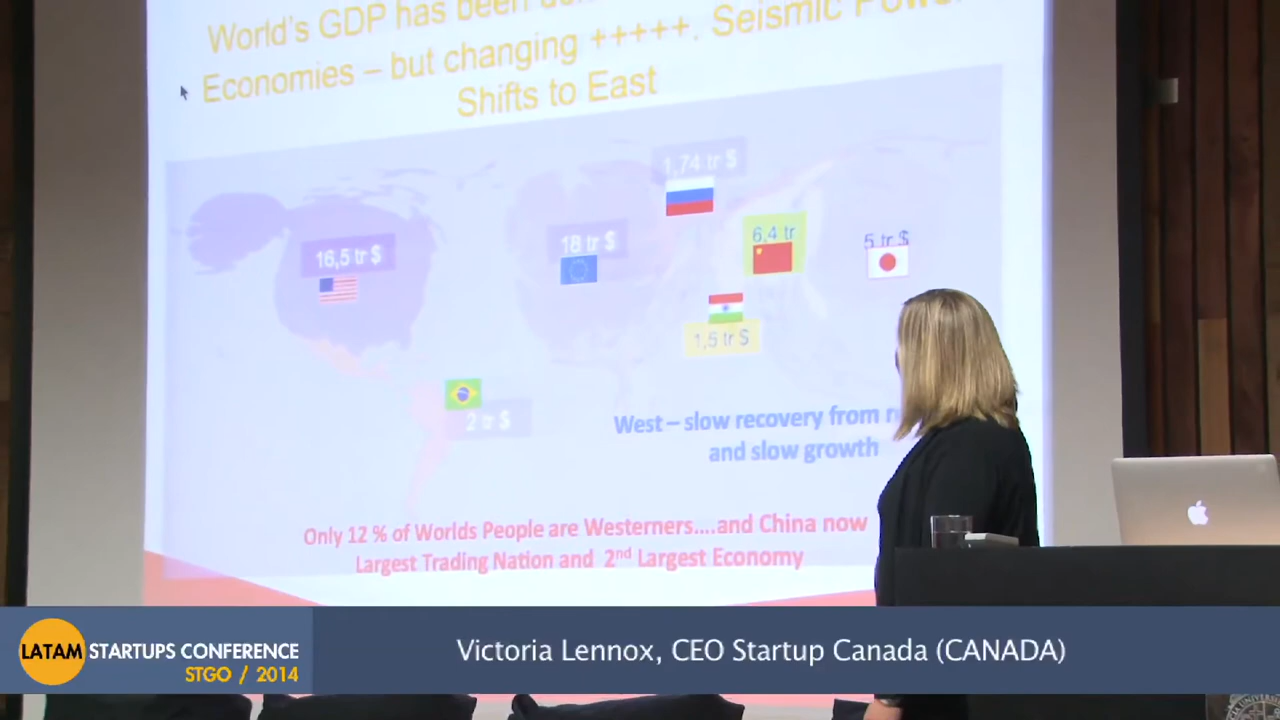 World's GDP has been
Economies – but changing +++++. Seismic Power
Shifts to East
1,74 tr $
16,5 tr $
18 tr $
6,4 tr
5 tr $
1,5 tr $
2 tr $
West – slow recovery from
and slow growth
Only 12 % of Worlds People are Westerners....and China now
Largest Trading Nation and 2nd Largest Economy
LATAM STARTUPS CONFERENCE
STGO / 2014
Victoria Lennox, CEO Startup Canada (CANADA)